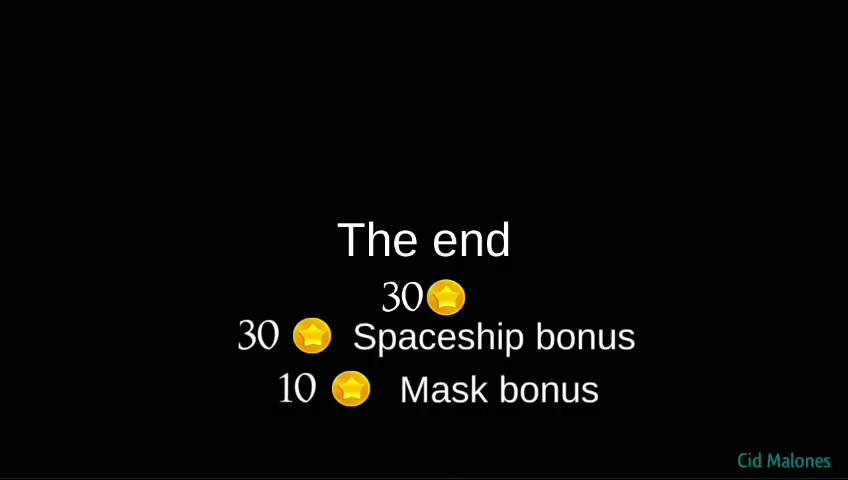 The end
30
30 Spaceship bonus
10 Mask bonus
Cid Malones